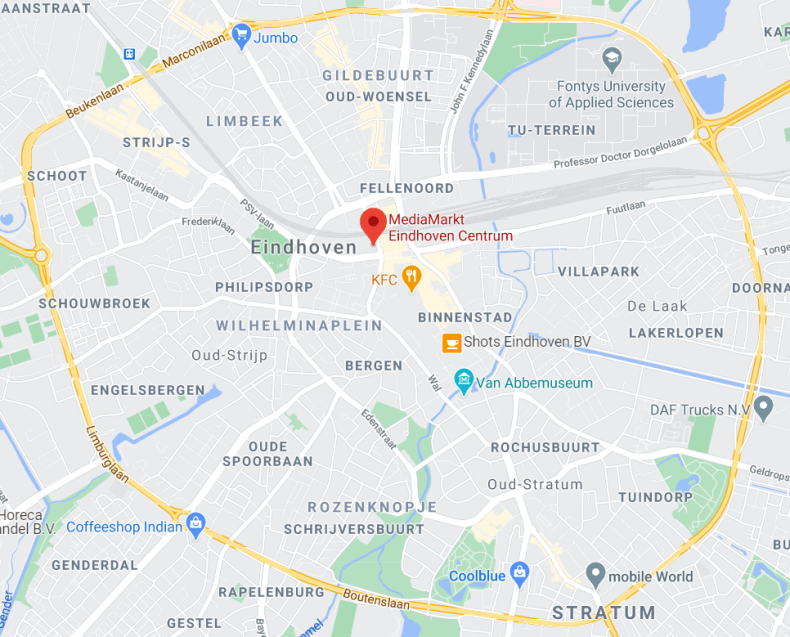 AANSTRAAT
Marconilaan
Jumbo
KAR
GILDEBUURT
OUD-WOENSEL
John F Kennedylaan
Fontys University
of Applied Sciences
Beukenlaan
LIMBEEK
TU-TERREIN
STRIJP-S
Professor Doctor Dorgelolaan
SCHOOT
Kastanjelaan
FELLENOORD
PSV-laan
Fuutlaan
Frederiklaan
MediaMarkt
Eindhoven Centrum
Eindhoven
Tonge
KFC
VILLAPARK
PHILIPSDORP
DOORNA
SCHOUWBROEK
De Laak
BINNENSTAD
WILHELMINAPLEIN
LAKERLOPEN
Shots Eindhoven BV
Oud-Strijp
BERGEN
Wal
Van Abbemuseum
ENGELSBERGEN
DAF Trucks N.V
Edenstraat
Limburglaan
OUDE
SPOORBAAN
ROCHUSBUURT
Geldrops
Oud-Stratum
straat
TUINDORP
ROZENKNOPJE
Horeca
andel B.V.
Coffeeshop Indian
SCHRIJVERSBUURT
BU
GENDERDAL
Coolblue
mobile World
RAPELENBURG
Boutenslaan
Gender
STRATUM
GESTEL
mmel